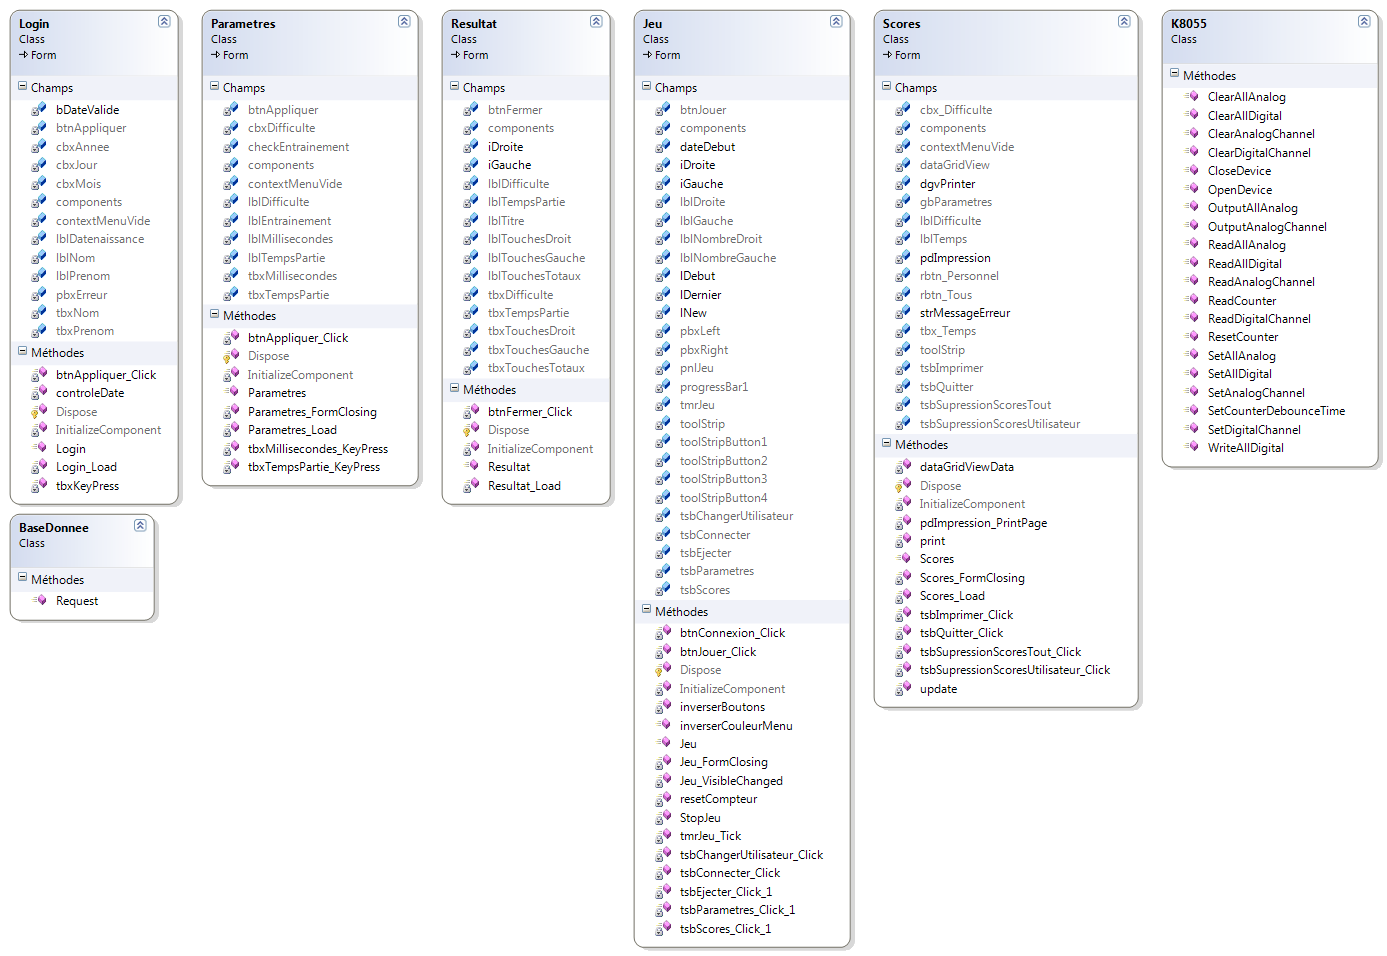 Login
Class
Form
Champs
bDateValide
btnAppliquer
cbxAnnee
cbxJour
cbxMois
components
contextMenuVide
lblDatenaissance
lblNom
lblPrenom
pbxErreur
tbxNom
tbxPrenom
Méthodes
btnAppliquer_Click
controleDate
Dispose
InitializeComponent
Login
Login_Load
tbxKeyPress
BaseDonnee
Class
Méthodes
Request
Parametres
Class
Form
Champs
btnAppliquer
cbxDifficulte
checkEntrainement
components
contextMenuVide
lblDifficulte
lblEntrainement
lblMillisecondes
lblTempsPartie
tbxMillisecondes
tbxTempsPartie
Méthodes
btnAppliquer_Click
Dispose
InitializeComponent
Parametres
Parametres_FormClosing
Parametres_Load
tbxMillisecondes_KeyPress
tbxTempsPartie_KeyPress
Resultat
Class
Form
Champs
btnFermer
components
iDroite
iGauche
lblDifficulte
lblTempsPartie
lblTitre
lblTouchesDroit
lblTouchesGauche
lblTouchesTotaux
tbxDifficulte
tbxTempsPartie
tbxTouchesDroit
tbxTouchesGauche
tbxTouchesTotaux
Méthodes
btnFermer_Click
Dispose
InitializeComponent
Resultat
Resultat_Load
Jeu
Class
Form
Champs
btnJouer
components
dateDebut
iDroite
iGauche
lblDroite
lblGauche
lblNombreDroit
lblNombreGauche
lDebut
lDernier
lNew
pbxLeft
pbxRight
pnlJeu
progressBar1
tmrJeu
toolStrip
toolStripButton1
toolStripButton2
toolStripButton3
toolStripButton4
tsbChangerUtilisateur
tsbConnecter
tsbEjecter
tsbParametres
tsbScores
Méthodes
btnConnexion_Click
btnJouer_Click
Dispose
InitializeComponent
inverserBoutons
inverserCouleurMenu
Jeu
Jeu_FormClosing
Jeu_VisibleChanged
resetCompteur
StopJeu
tmrJeu_Tick
tsbChangerUtilisateur_Click
tsbConnecter_Click
tsbEjecter_Click_1
tsbParametres_Click_1
tsbScores_Click_1
Scores
Class
Form
Champs
cbx_Difficulte
components
contextMenuVide
dataGridView
dgvPrinter
gbParametres
lblDifficulte
lblTemps
pdImpression
rbtn_Personnel
rbtn_Tous
strMessageErreur
tbx_Temps
toolStrip
tsbImprimer
tsbQuitter
tsbSupressionScoresTout
tsbSupressionScoresUtilisateur
Méthodes
dataGridViewData
Dispose
InitializeComponent
pdImpression_PrintPage
print
Scores
Scores_FormClosing
Scores_Load
tsbImprimer_Click
tsbQuitter_Click
tsbSupressionScoresTout_Click
tsbSupressionScoresUtilisateur_Click
update
K8055
Class
Méthodes
ClearAllAnalog
ClearAllDigital
ClearAnalogChannel
ClearDigitalChannel
CloseDevice
OpenDevice
OutputAllAnalog
OutputAnalogChannel
ReadAllAnalog
ReadAllDigital
ReadAnalogChannel
ReadCounter
ReadDigitalChannel
ResetCounter
SetAllAnalog
SetAllDigital
SetAnalogChannel
SetCounterDebounceTime
SetDigitalChannel
WriteAllDigital